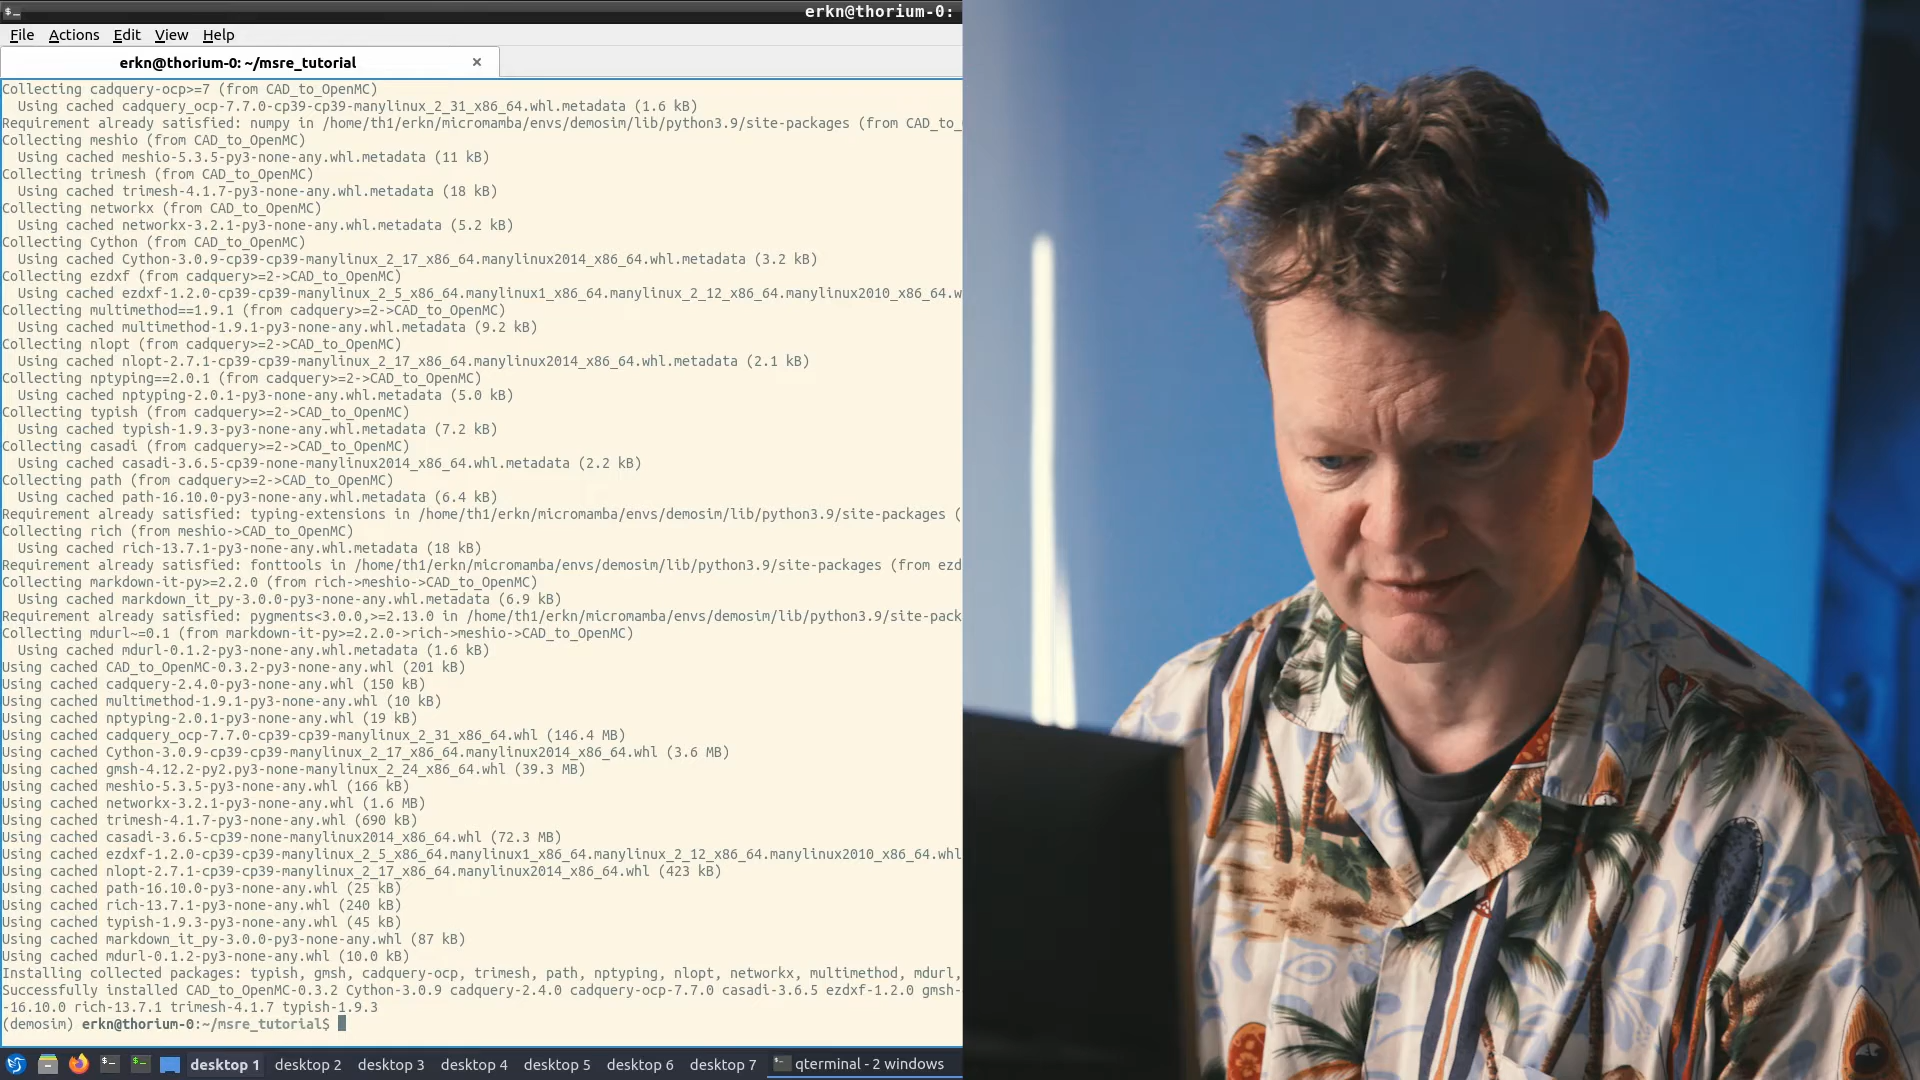 erkn@thorium-0:
File Actions Edit View Help
erkn@thorium-0: ~/msre_tutorial ×
Collecting cadquery-ocp>=7 (from CAD_to_OpenMC)
Using cached cadquery_ocp-7.7.0-cp39-cp39-manylinux_2_31_x86_64.whl.metadata (1.6 kB)
Requirement already satisfied: numpy in /home/th1/erkn/micromamba/envs/demosim/lib/python3.9/site-packages (from CAD_to_
Collecting meshio (from CAD_to_OpenMC)
Using cached meshio-5.3.5-py3-none-any.whl.metadata (11 kB)
Collecting trimesh (from CAD_to_OpenMC)
Using cached trimesh-4.1.7-py3-none-any.whl.metadata (18 kB)
Collecting networkx (from CAD_to_OpenMC)
Using cached networkx-3.2.1-py3-none-any.whl.metadata (5.2 kB)
Collecting Cython (from CAD_to_OpenMC)
Using cached Cython-3.0.9-cp39-cp39-manylinux_2_17_x86_64.manylinux2014_x86_64.whl.metadata (3.2 kB)
Collecting ezdxf (from cadquery>=2->CAD_to_OpenMC)
Using cached ezdxf-1.2.0-cp39-cp39-manylinux_2_5_x86_64.manylinux1_x86_64.manylinux_2_12_x86_64.manylinux2010_x86_64.w
Collecting multimethod==1.9.1 (from cadquery>=2->CAD_to_OpenMC)
Using cached multimethod-1.9.1-py3-none-any.whl.metadata (9.2 kB)
Collecting nlopt (from cadquery>=2->CAD_to_OpenMC)
Using cached nlopt-2.7.1-cp39-cp39-manylinux_2_17_x86_64.manylinux2014_x86_64.whl.metadata (2.1 kB)
Collecting nptyping==2.0.1 (from cadquery>=2->CAD_to_OpenMC)
Using cached nptyping-2.0.1-py3-none-any.whl.metadata (5.0 kB)
Collecting typish (from cadquery>=2->CAD_to_OpenMC)
Using cached typish-1.9.3-py3-none-any.whl.metadata (7.2 kB)
Collecting casadi (from cadquery>=2->CAD_to_OpenMC)
Using cached casadi-3.6.5-cp39-none-manylinux2014_x86_64.whl.metadata (2.2 kB)
Collecting path (from cadquery>=2->CAD_to_OpenMC)
Using cached path-16.10.0-py3-none-any.whl.metadata (6.4 kB)
Requirement already satisfied: typing-extensions in /home/th1/erkn/micromamba/envs/demosim/lib/python3.9/site-packages (
Collecting rich (from meshio->CAD_to_OpenMC)
Using cached rich-13.7.1-py3-none-any.whl.metadata (18 kB)
Requirement already satisfied: fonttools in /home/th1/erkn/micromamba/envs/demosim/lib/python3.9/site-packages (from ezd
Collecting markdown-it-py>=2.2.0 (from rich->meshio->CAD_to_OpenMC)
Using cached markdown_it_py-3.0.0-py3-none-any.whl.metadata (6.9 kB)
Requirement already satisfied: pygments<3.0.0,>=2.13.0 in /home/th1/erkn/micromamba/envs/demosim/lib/python3.9/site-pack
Collecting mdurl~=0.1 (from markdown-it-py>=2.2.0->rich->meshio->CAD_to_OpenMC)
Using cached mdurl-0.1.2-py3-none-any.whl.metadata (1.6 kB)
Using cached CAD_to_OpenMC-0.3.2-py3-none-any.whl (201 kB)
Using cached cadquery-2.4.0-py3-none-any.whl (150 kB)
Using cached multimethod-1.9.1-py3-none-any.whl (10 kB)
Using cached nptyping-2.0.1-py3-none-any.whl (19 kB)
Using cached cadquery_ocp-7.7.0-cp39-cp39-manylinux_2_31_x86_64.whl (146.4 MB)
Using cached Cython-3.0.9-cp39-cp39-manylinux_2_17_x86_64.manylinux2014_x86_64.whl (3.6 MB)
Using cached gmsh-4.12.2-py2.py3-none-manylinux_2_24_x86_64.whl (39.3 MB)
Using cached meshio-5.3.5-py3-none-any.whl (166 kB)
Using cached networkx-3.2.1-py3-none-any.whl (1.6 MB)
Using cached trimesh-4.1.7-py3-none-any.whl (690 kB)
Using cached casadi-3.6.5-cp39-none-manylinux2014_x86_64.whl (72.3 MB)
Using cached ezdxf-1.2.0-cp39-cp39-manylinux_2_5_x86_64.manylinux1_x86_64.manylinux_2_12_x86_64.manylinux2010_x86_64.whl
Using cached nlopt-2.7.1-cp39-cp39-manylinux_2_17_x86_64.manylinux2014_x86_64.whl (423 kB)
Using cached path-16.10.0-py3-none-any.whl (25 kB)
Using cached rich-13.7.1-py3-none-any.whl (240 kB)
Using cached typish-1.9.3-py3-none-any.whl (45 kB)
Using cached markdown_it_py-3.0.0-py3-none-any.whl (87 kB)
Using cached mdurl-0.1.2-py3-none-any.whl (10.0 kB)
Installing collected packages: typish, gmsh, cadquery-ocp, trimesh, path, nptyping, nlopt, networkx, multimethod, mdurl,
Successfully installed CAD_to_OpenMC-0.3.2 Cython-3.0.9 cadquery-2.4.0 cadquery-ocp-7.7.0 casadi-3.6.5 ezdxf-1.2.0 gmsh-
-16.10.0 rich-13.7.1 trimesh-4.1.7 typish-1.9.3
(demosim) erkn@thorium-0:~/msre_tutorial$
desktop 1 desktop 2 desktop 3 desktop 4 desktop 5 desktop 6 desktop 7 qterminal - 2 windows